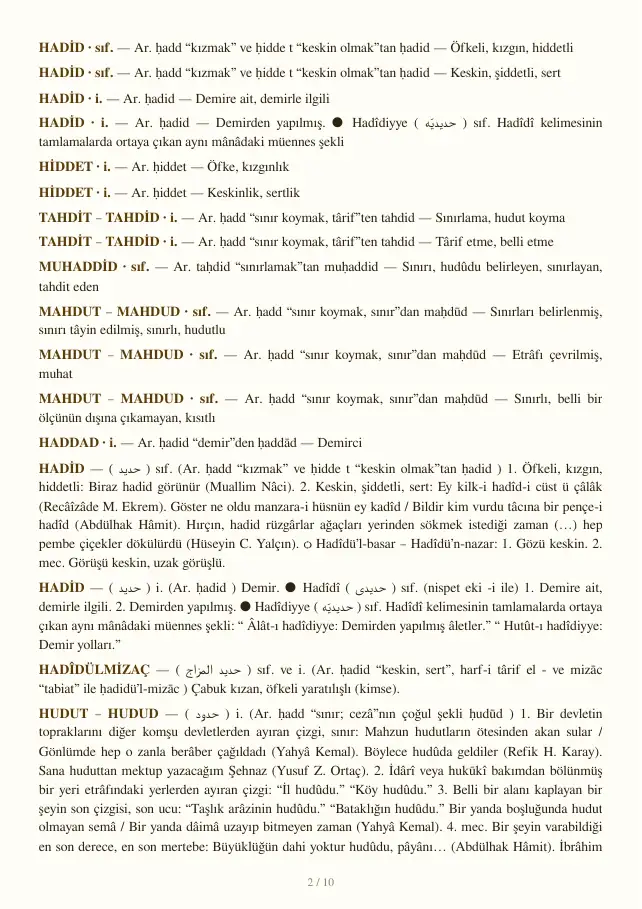 HADİD · sıf. — Ar. ḥadd “kızmak” ve ḥidde t “keskin olmak”tan ḥadid — Öfkeli, kızgın, hiddetli
HADİD · sıf. — Ar. ḥadd “kızmak” ve ḥidde t “keskin olmak”tan ḥadid — Keskin, şiddetli, sert
HADİD · i. — Ar. ḥadid — Demire ait, demirle ilgili
HADİD · i. — Ar. ḥadid — Demirden yapılmış. ● Hadîdiyye ( حديديّه ) sıf. Hadîdî kelimesinin
tamlamalarda ortaya çıkan aynı mânâdaki müennes şekli
HİDDET · i. — Ar. ḥiddet — Öfke, kızgınlık
HİDDET · i. — Ar. ḥiddet — Keskinlik, sertlik
TAHDİT – TAHDİD · i. — Ar. ḥadd “sınır koymak, târif”ten tahdid — Sınırlama, hudut koyma
TAHDİT – TAHDİD · i. — Ar. ḥadd “sınır koymak, târif”ten tahdid — Târif etme, belli etme
MUHADDİD · sıf. — Ar. taḥdid “sınırlamak”tan muḥaddid — Sınırı, hudûdu belirleyen, sınırlayan,
tahdit eden
MAHDUT – MAHDUD · sıf. — Ar. ḥadd “sınır koymak, sınır”dan maḥdūd — Sınırları belirlenmiş,
sınırı tâyin edilmiş, sınırlı, hudutlu
MAHDUT – MAHDUD · sıf. — Ar. ḥadd “sınır koymak, sınır”dan maḥdūd — Etrâfı çevrilmiş,
muhat
MAHDUT – MAHDUD · sıf. — Ar. ḥadd “sınır koymak, sınır”dan maḥdūd — Sınırlı, belli bir
ölçünün dışına çıkamayan, kısıtlı
HADDAD · i. — Ar. ḥadid “demir”den ḥaddād — Demirci
HADİD — ( حديد ) sıf. (Ar. ḥadd “kızmak” ve ḥidde t “keskin olmak”tan ḥadid ) 1. Öfkeli, kızgın,
hiddetli: Biraz hadid görünür (Muallim Nâci). 2. Keskin, şiddetli, sert: Ey kilk-i hadîd-i cüst ü çâlâk
(Recâîzâde M. Ekrem). Göster ne oldu manzara-i hüsnün ey kadîd / Bildir kim vurdu tâcına bir pençe-i
hadîd (Abdülhak Hâmit). Hırçın, hadid rüzgârlar ağaçları yerinden sökmek istediği zaman (…) hep
pembe çiçekler dökülürdü (Hüseyin C. Yalçın). ○ Hadîdü’l-basar – Hadîdü’n-nazar: 1. Gözü keskin. 2.
mec. Görüşü keskin, uzak görüşlü.
HADİD — ( حديد ) i. (Ar. ḥadid ) Demir. ● Hadîdî ( حديدى ) sıf. (nispet eki -i ile) 1. Demire ait,
demirle ilgili. 2. Demirden yapılmış. ● Hadîdiyye ( حديديّه ) sıf. Hadîdî kelimesinin tamlamalarda ortaya
çıkan aynı mânâdaki müennes şekli: “ Âlât-ı hadîdiyye: Demirden yapılmış âletler.” “ Hutût-ı hadîdiyye:
Demir yolları.”
HADÎDÜLMİZAÇ — ( حديد المزاج ) sıf. ve i. (Ar. ḥadid “keskin, sert”, harf-i târif el - ve mizāc
“tabiat” ile ḥadidü’l-mizāc ) Çabuk kızan, öfkeli yaratılışlı (kimse).
HUDUT – HUDUD — ( حدود ) i. (Ar. ḥadd “sınır; cezâ”nın çoğul şekli ḥudūd ) 1. Bir devletin
topraklarını diğer komşu devletlerden ayıran çizgi, sınır: Mahzun hudutların ötesinden akan sular /
Gönlümde hep o zanla berâber çağıldadı (Yahyâ Kemal). Böylece hudûda geldiler (Refik H. Karay).
Sana huduttan mektup yazacağım Şehnaz (Yusuf Z. Ortaç). 2. İdârî veya hukūkî bakımdan bölünmüş
bir yeri etrâfındaki yerlerden ayıran çizgi: “İl hudûdu.” “Köy hudûdu.” 3. Belli bir alanı kaplayan bir
şeyin son çizgisi, son ucu: “Taşlık arâzinin hudûdu.” “Bataklığın hudûdu.” Bir yanda boşluğunda hudut
olmayan semâ / Bir yanda dâimâ uzayıp bitmeyen zaman (Yahyâ Kemal). 4. mec. Bir şeyin varabildiği
en son derece, en son mertebe: Büyüklüğün dahi yoktur hudûdu, pâyânı… (Abdülhak Hâmit). İbrâhim
2 / 10